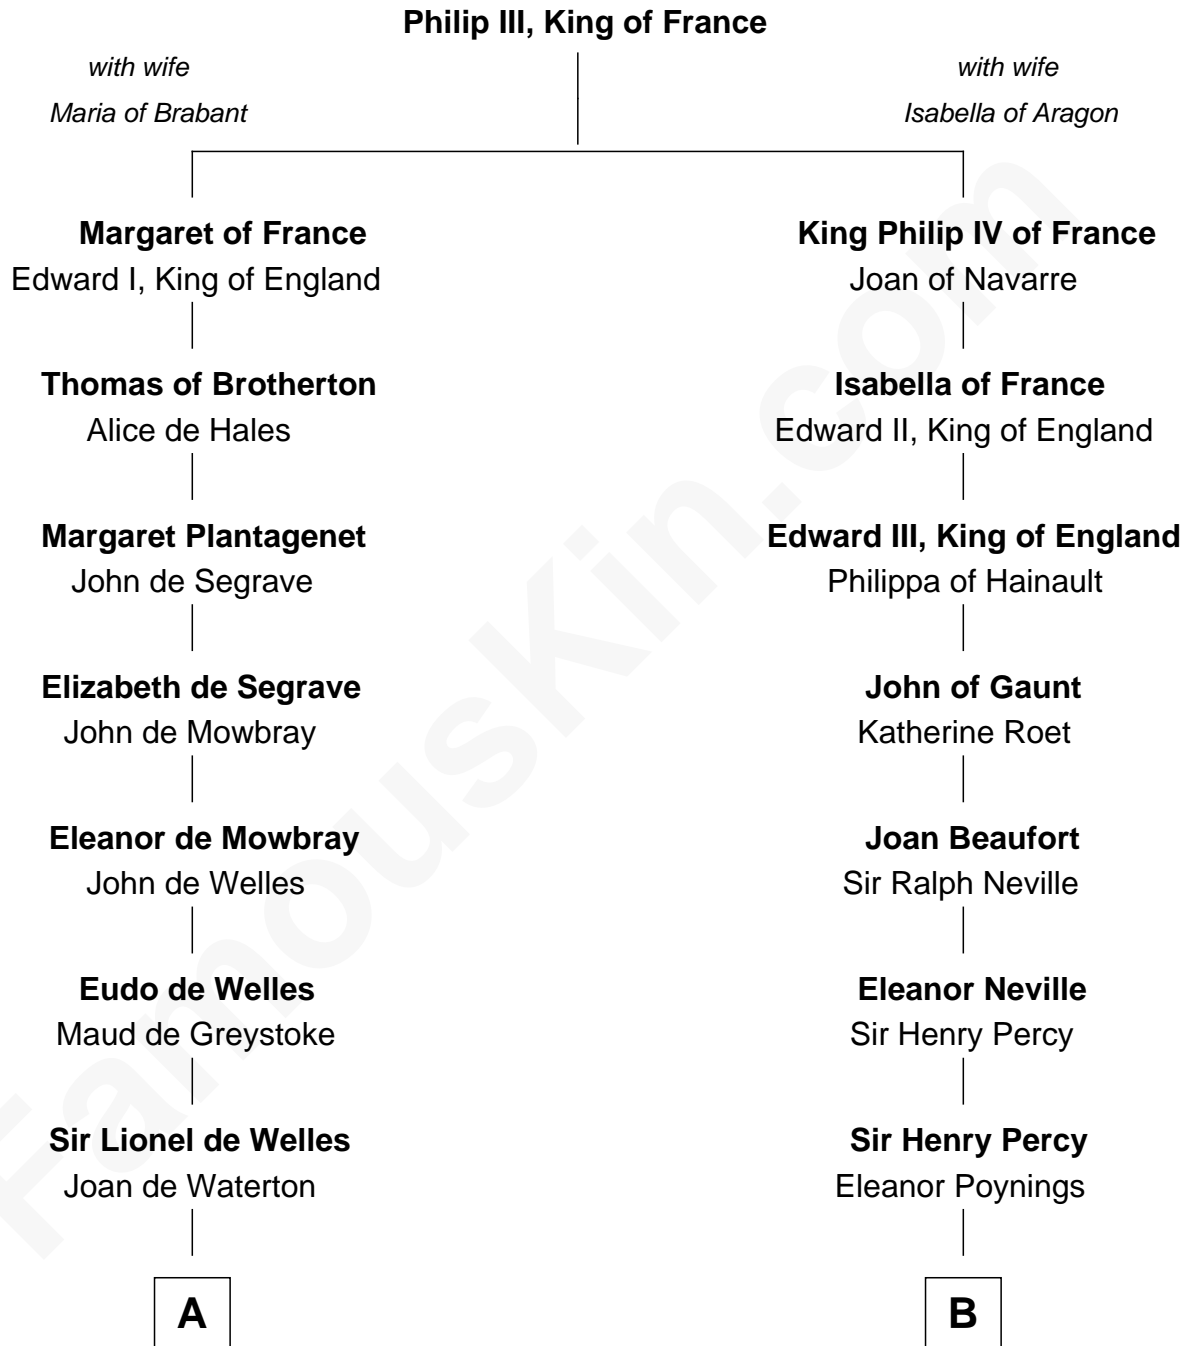 Philip III, King of France
with wife
Maria of Brabant
with wife
Isabella of Aragon
Margaret of France
Edward I, King of England
King Philip IV of France
Joan of Navarre
Thomas of Brotherton
Alice de Hales
Isabella of France
Edward II, King of England
Margaret Plantagenet
John de Segrave
Edward III, King of England
Philippa of Hainault
Elizabeth de Segrave
John de Mowbray
John of Gaunt
Katherine Roet
Eleanor de Mowbray
John de Welles
Joan Beaufort
Sir Ralph Neville
Eudo de Welles
Maud de Greystoke
Eleanor Neville
Sir Henry Percy
Sir Lionel de Welles
Joan de Waterton
Sir Henry Percy
Eleanor Poynings
A
B
FamousKin.com